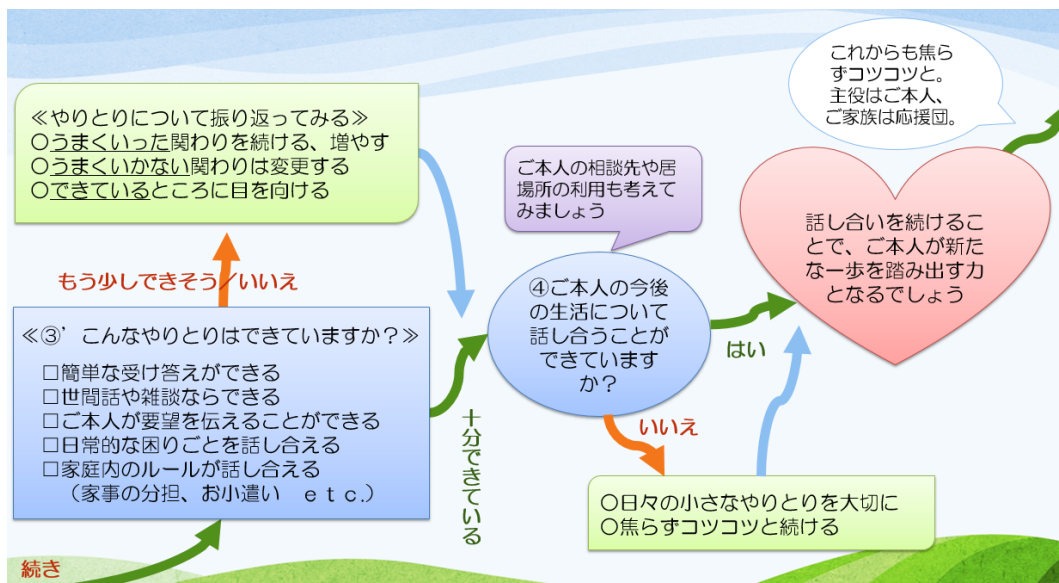 ≪やりとりについて振り返ってみる≫
〇うまくいった関わりを続ける、増やす
〇うまくいかない関わりは変更する
〇できているところに目を向ける
もう少しできそう／いいえ
≪③’こんなやりとりはできていますか？≫
□簡単な受け答えができる
□世間話や雑談ならできる
□ご本人が要望を伝えることができる
□日常的な困りごとを話し合える
□家庭内のルールが話し合える
（家事の分担、お小遣い　ｅｔｃ.）
続き
十分できている
ご本人の相談先や居
場所の利用も考えて
みましょう
④ご本人の今後
の生活について
話し合うことが
できています
か？
はい
いいえ
〇日々の小さなやりとりを大切に
〇焦らずコツコツと続ける
これからも焦ら
ずコツコツと。
主役はご本人、
ご家族は応援団。
話し合いを続けるこ
とで、ご本人が新た
な一歩を踏み出す力
となるでしょう